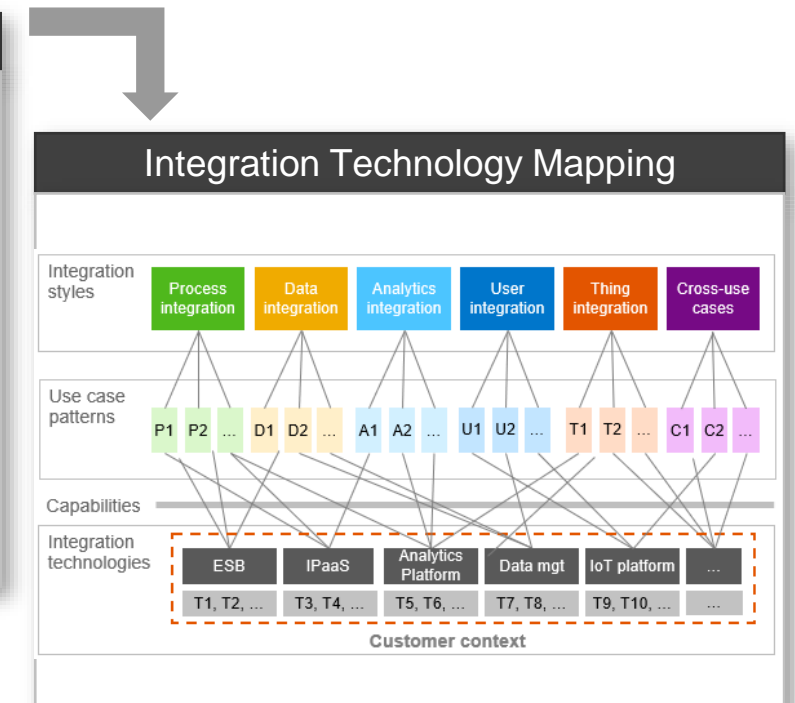 Integration Technology Mapping
Integration
styles
Process
integration
Data
integration
Analytics
integration
User
integration
Thing
integration
Cross-use
cases
Use case
patterns
P1 P2 ... D1 D2 ... A1 A2 ... U1 U2 ... T1 T2 ... C1 C2 ...
Capabilities
Integration
technologies
ESB
IPaaS
Analytics
Platform
Data mgt
IoT platform
...
T1, T2, ...
T3, T4, ...
T5, T6, ...
T7, T8, ...
T9, T10, ...
...
Customer context